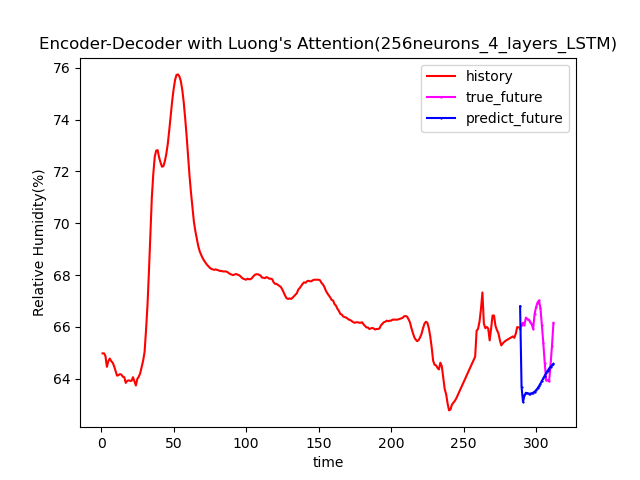 Encoder-Decoder with Luong's Attention(256neurons_4_layers_LSTM)
history
true_future
predict_future
Relative Humidity(%)
76
74
72
70
68
66
64
0 50 100 150 200 250 300
time